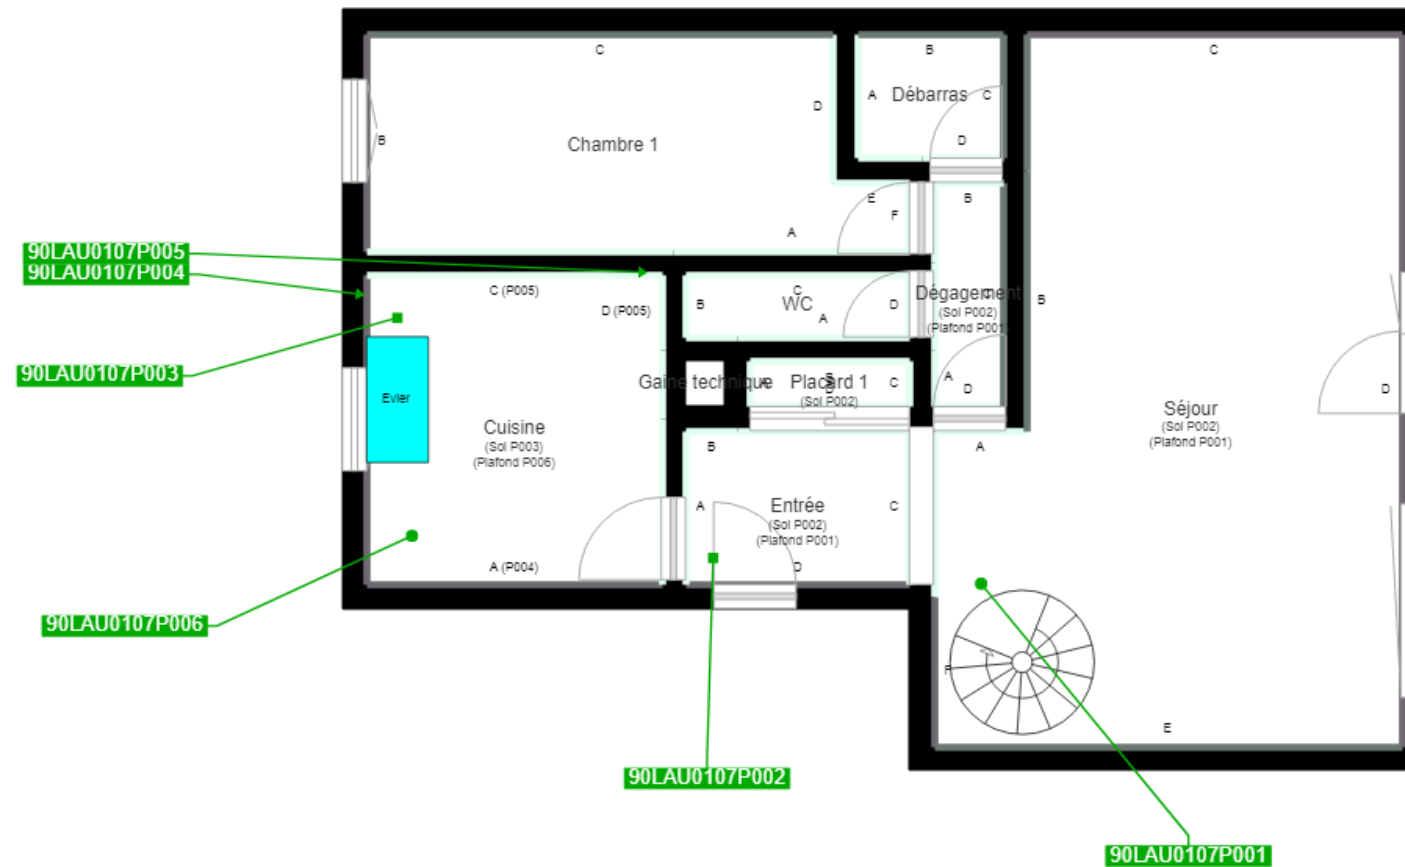 C
B
C
A
Débarras
C
D
D
Chambre 1
B
E
B
F
A
90LAU0107P005
90LAU0107P004
C (P005)
D (P005)
B
C
WC
D
A
Dégagement
C
(Sol P002)
(Plafond P001)
B
90LAU0107P003
Gaine technique
A
B
D
Placard 1
C
(Sol P002)
A
D
D
Evier
Cuisine
(Sol P003)
(Plafond P006)
Séjour
(Sol P002)
(Plafond P001)
B
A
A
Entrée
C
(Sol P002)
(Plafond P001)
A (P004)
D
90LAU0107P006
F
E
90LAU0107P002
90LAU0107P001